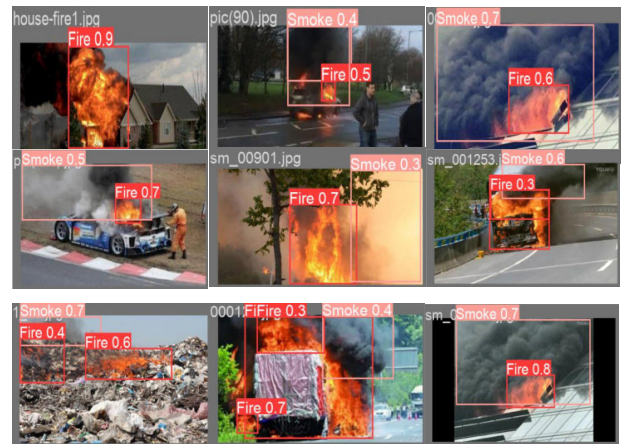 house-fire1.jpg
Fire 0.9
pic(90).jpg
Smoke 0.4
Fire 0.5
Smoke 0.7
Fire 0.6
Smoke 0.5
Fire 0.7
sm_00901.jpg
Smoke 0.3
Fire 0.7
sm_001253.
Smoke 0.6
Fire 0.3
Smoke 0.7
Fire 0.4
Fire 0.6
Fire 0.3
Smoke 0.4
Fire 0.7
Smoke 0.7
Fire 0.8